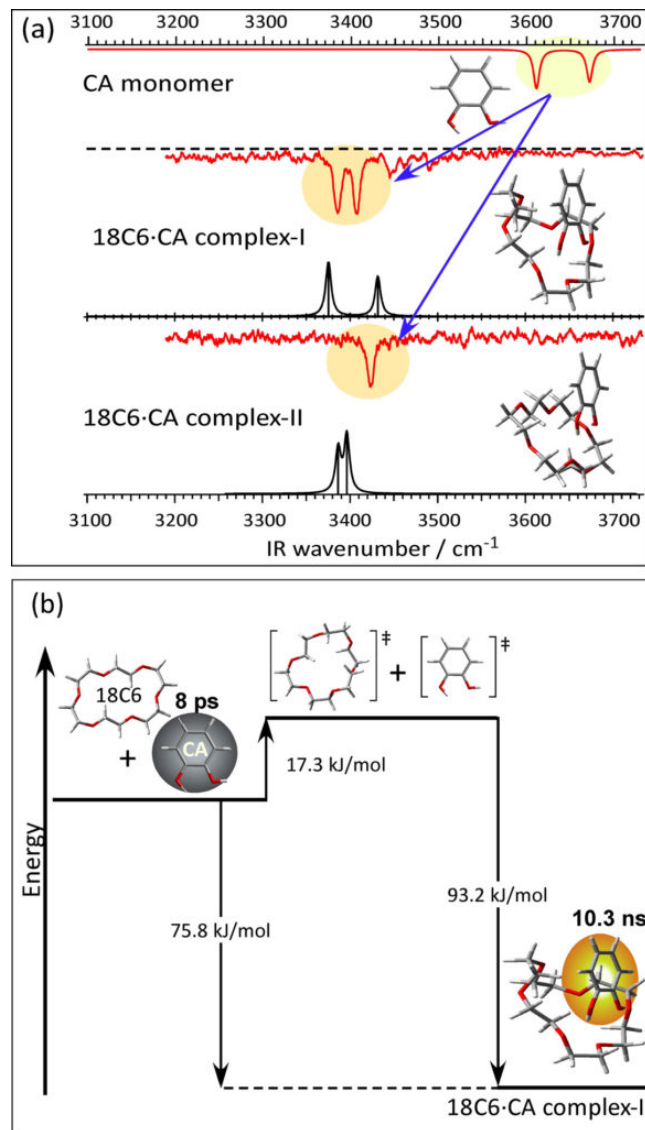 (a)
3100 3200 3300 3400 3500 3600 3700
CA monomer
18C6·CA complex-I
18C6·CA complex-II
3100 3200 3300 3400 3500 3600 3700
IR wavenumber / cm⁻¹
(b)
‡ ‡
18C6
8 ps
+
+
CA
17.3 kJ/mol
Energy
75.8 kJ/mol
93.2 kJ/mol
10.3 ns
18C6·CA complex-I